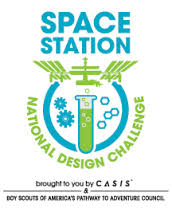 SPACE
STATION
NATIONAL DESIGN CHALLENGE
brought to you by CASIS
&
BOY SCOUTS OF AMERICA'S PATHWAY TO ADVENTURE COUNCIL